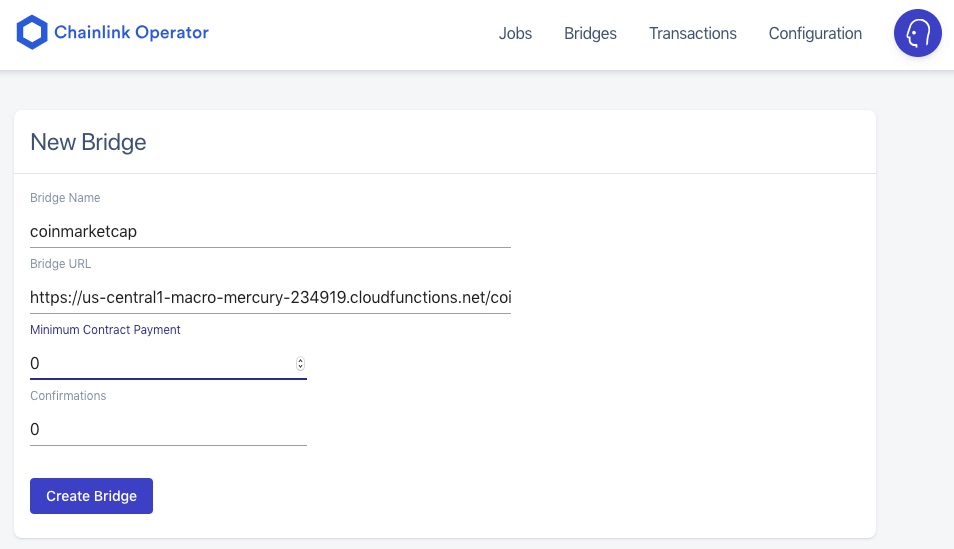 Chainlink Operator
Jobs Bridges Transactions Configuration
New Bridge
Bridge Name
coinmarketcap
Bridge URL
https://us-central1-macro-mercury-234919.cloudfunctions.net/coi
Minimum Contract Payment
0
Confirmations
0
Create Bridge